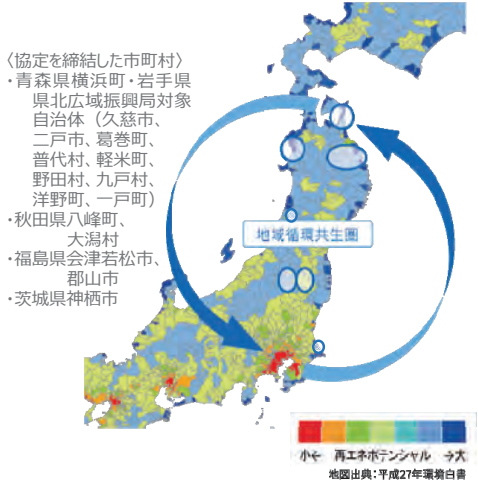 〈協定を締結した市町村〉
・青森県横浜町・岩手県
県北広域振興局対象
自治体（久慈市、
二戸市、葛巻町、
普代村、軽米町、
野田村、九戸村、
洋野町、一戸町）
・秋田県八峰町、
大潟村
・福島県会津若松市、
郡山市
・茨城県神栖市
地域循環共生圏
小← 再エネポテンシャル →大
地図出典：平成27年環境白書